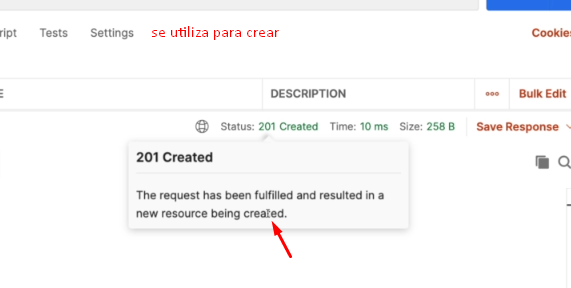 ript Tests Settings se utiliza para crear Cookies
E DESCRIPTION ooo Bulk Edit
Status: 201 Created Time: 10 ms Size: 258 B Save Response
201 Created
The request has been fulfilled and resulted in a
new resource being created.